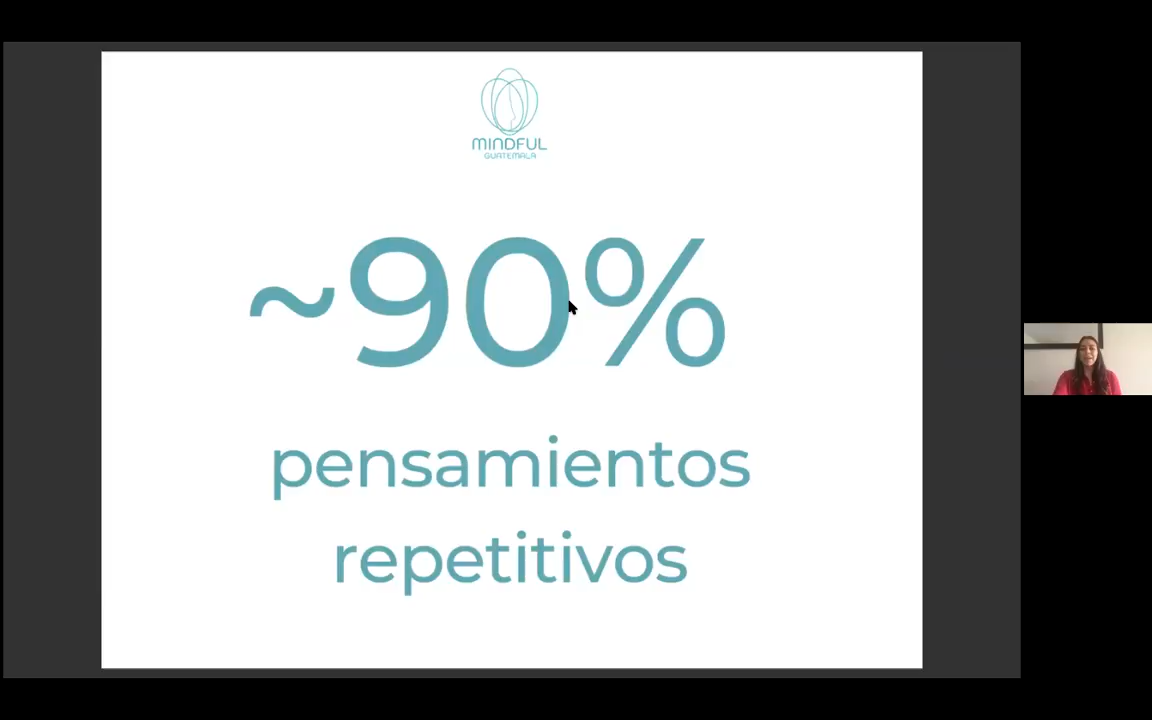 MINDFUL
GUATEMALA
~90%
pensamientos
repetitivos